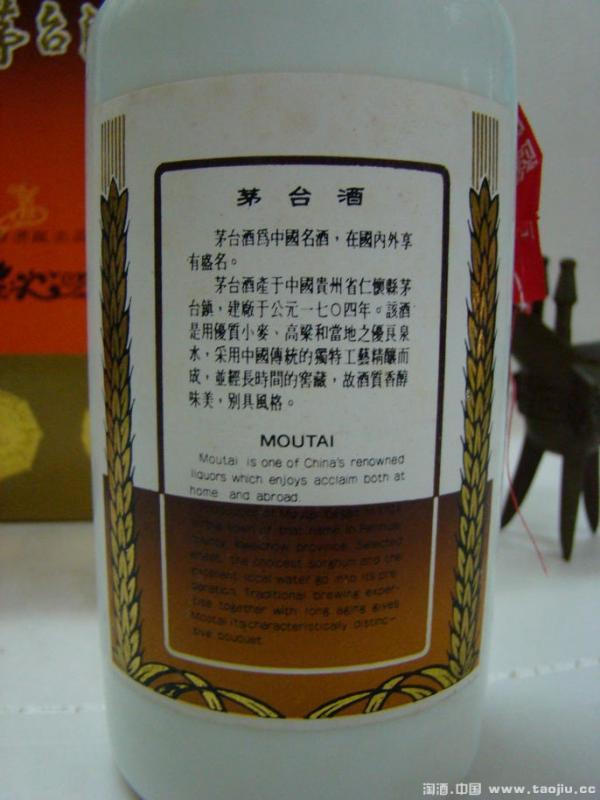 茅台酒
茅台酒爲中國名酒，在國内外享
有盛名。
茅台酒產于中國貴州省仁懷縣茅
台鎮，建廠于公元一七〇四年。該酒
是用優質小麥、高粱和當地之優良泉
水，采用中國傳統的獨特工藝精釀而
成，並經長時間的窖藏，故酒質香醇
味美，別具風格。
MOUTAI
Moutai is one of China's renowned
liquors which enjoys acclaim both at
home and abroad.
in the town of that name in Renhuai
county, Kweichow province. Selected
wheat, the choicest sorghum and the
excellent local water go into its pre-
paration. Traditional brewing exper-
tise together with long aging gives
Moutai its characteristically distinc-
tive bouquet.
淘酒.中国 www.taojiu.cc